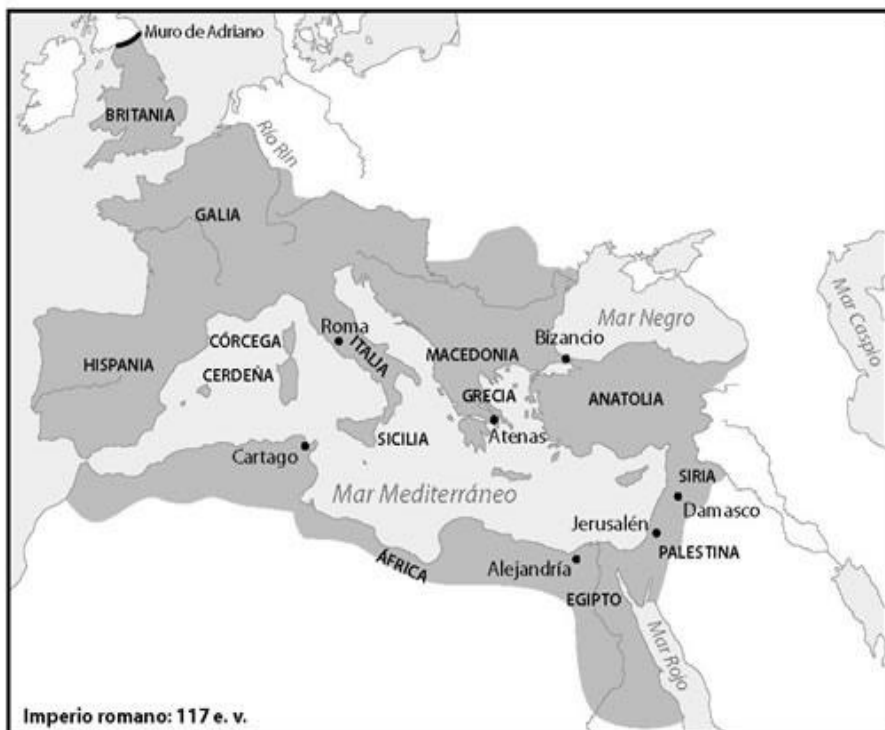 Muro de Adriano
BRITANIA
Río Rin
GALIA
Mar Caspio
Mar Negro
Roma
Bizancio
CÓRCEGA
ITALIA
MACEDONIA
HISPANIA
CERDEÑA
GRECIA
ANATOLIA
Atenas
SICILIA
Cartago
SIRIA
Mar Mediterráneo
Damasco
Jerusalén
PALESTINA
ÁFRICA
Alejandría
EGIPTO
Mar Rojo
Imperio romano: 117 e. v.